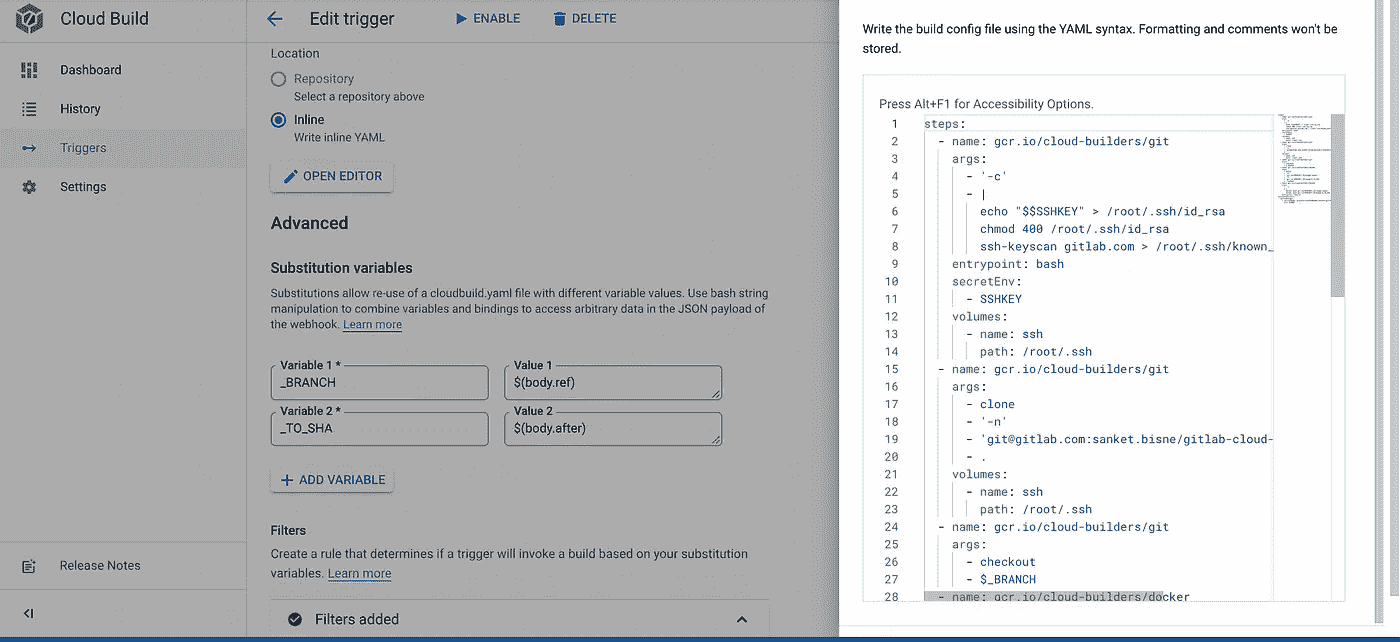 Cloud Build
Dashboard
History
Triggers
Settings
Release Notes
Edit trigger
ENABLE
DELETE
Location
Repository
Select a repository above
Inline
Write inline YAML
OPEN EDITOR
Advanced
Substitution variables
Substitutions allow re-use of a cloudbuild.yaml file with different variable values. Use bash string
manipulation to combine variables and bindings to access arbitrary data in the JSON payload of
the webhook. Learn more
Variable 1 *
_BRANCH
Value 1
$(body.ref)
Variable 2 *
_TO_SHA
Value 2
$(body.after)
ADD VARIABLE
Filters
Create a rule that determines if a trigger will invoke a build based on your substitution
variables. Learn more
Filters added
Write the build config file using the YAML syntax. Formatting and comments won't be
stored.
Press Alt+F1 for Accessibility Options.
1 steps:
2 - name: gcr.io/cloud-builders/git
3 args:
4 - '-c'
5 - |
6 echo "$$SSHKEY" > /root/.ssh/id_rsa
7 chmod 400 /root/.ssh/id_rsa
8 ssh-keyscan gitlab.com > /root/.ssh/known_
9 entrypoint: bash
10 secretEnv:
11 - SSHKEY
12 volumes:
13 - name: ssh
14 path: /root/.ssh
15 - name: gcr.io/cloud-builders/git
16 args:
17 - clone
18 - '-n'
19 - 'git@gitlab.com:sanket.bisne/gitlab-cloud-
20 - .
21 volumes:
22 - name: ssh
23 path: /root/.ssh
24 - name: gcr.io/cloud-builders/git
25 args:
26 - checkout
27 - $_BRANCH
28 - name: gcr.io/cloud-builders/docker